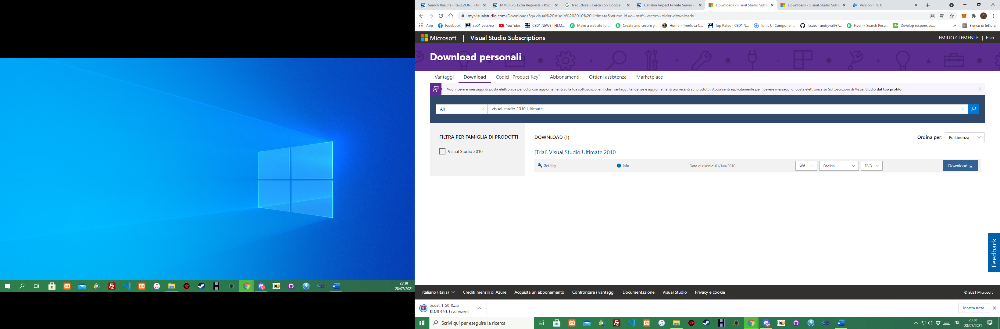 23:38
28/07/2021
Search Results - RaGEZONE - M
MMORPG Extra Requests - Post
traduttore - Cerca con Google
Genshin Impact Private Server -
Downloads - Visual Studio Subs
Downloads - Visual Studio Subs
Version 1.50.0
my.visualstudio.com/Downloads?q=visual%20studio%202010%20Ultimate&wt.mc_id=o~msft~vscom~older-downloads
E
App
Facebook
cb01 vecchio
YouTube
CB01.NEWS | FILM...
Make a website for...
Create and secure y...
Home – Trentova C...
Top Rated | CB01.N...
Ionic UI Componen...
Issues · andryval93/...
Fiverr / Search Resu...
Develop responsive...
»
Elenco di lettura
Microsoft | Visual Studio Subscriptions
EMILIO CLEMENTE | Esci
Download personali
Vantaggi
Download
Codici "Product Key"
Abbonamenti
Ottieni assistenza
Marketplace
Vuoi ricevere messaggi di posta elettronica periodici con aggiornamenti sulla tua sottoscrizione, inclusi vantaggi, tendenze e aggiornamenti più recenti sui prodotti? Acconsenti esplicitamente per ricevere messaggi di posta elettronica su Sottoscrizioni di Visual Studio dal tuo profilo.
All
visual studio 2010 Ultimate
FILTRA PER FAMIGLIA DI PRODOTTI
Visual Studio 2010
DOWNLOAD (1)
Ordina per: Pertinenza
[Trial] Visual Studio Ultimate 2010
Get Key
Info
Data di rilascio: 01/Jun/2010
x86
English
DVD
Download
Feedback
italiano (Italia)
Crediti mensili di Azure
Acquista un abbonamento
Confrontare i vantaggi
Documentazione
Visual Studio
Privacy e cookie
© 2021 Microsoft
boost_1_50_0.zip
83,2/93,6 MB, 8 sec rimanenti
Mostra tutto
Scrivi qui per eseguire la ricerca
ITA
23:38
28/07/2021